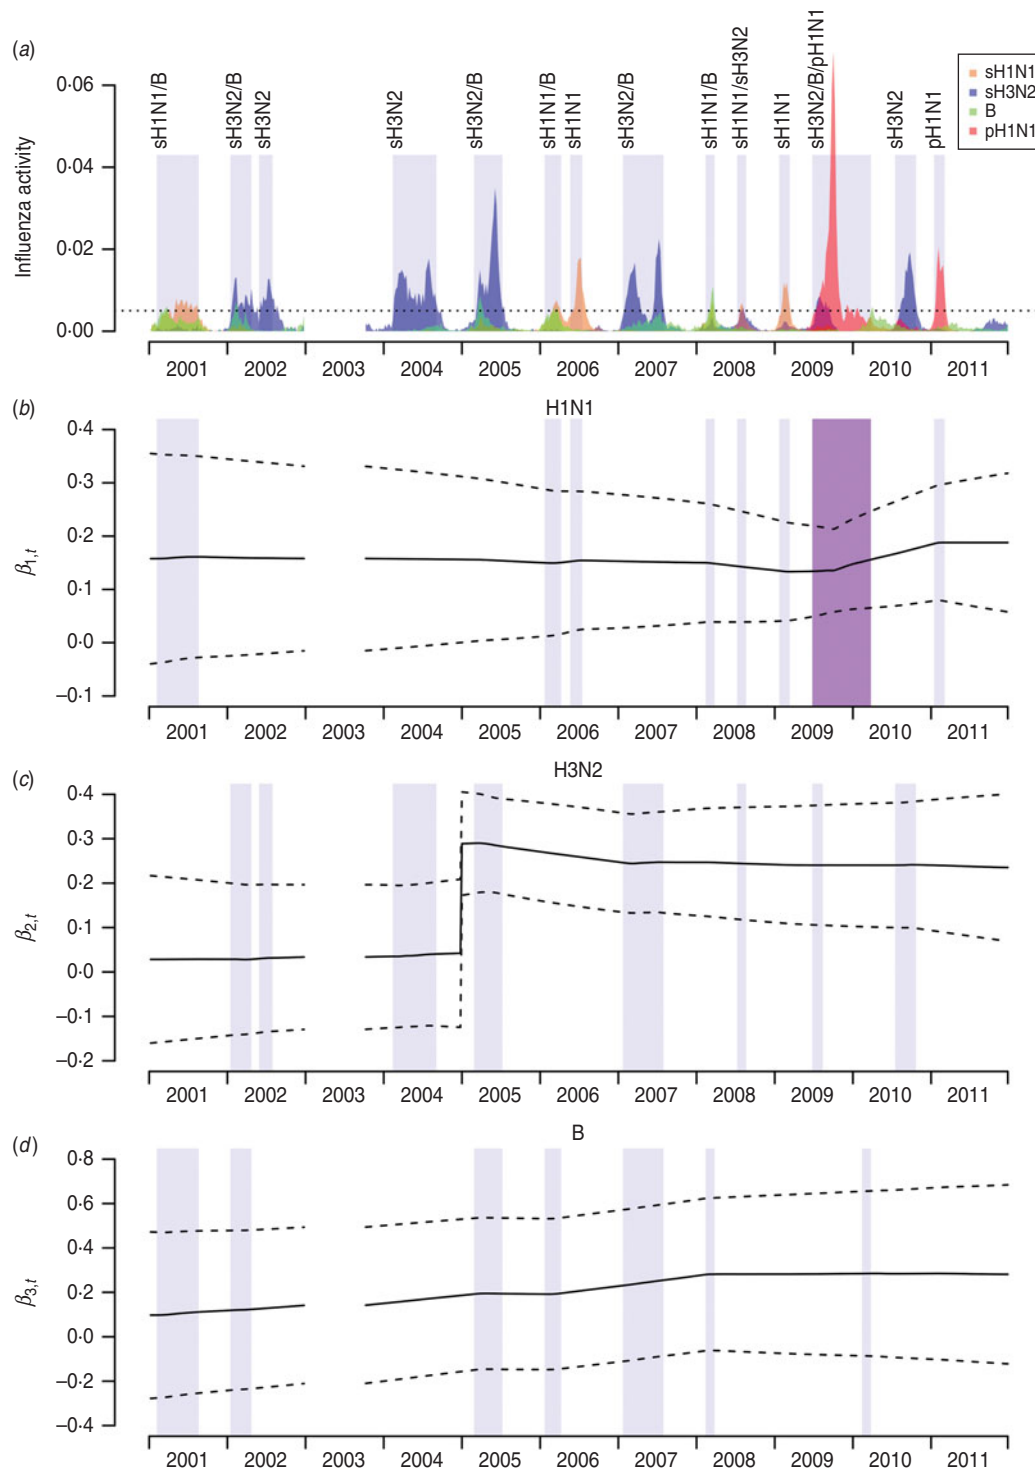 (a)
sH1N1/B
sH3N2/B
sH3N2
sH3N2
sH3N2/B
sH1N1/B
sH1N1
sH3N2/B
sH1N1/B
sH1N1/sH3N2
sH1N1
sH3N2/B/pH1N1
sH3N2
pH1N1
sH1N1
sH3N2
B
pH1N1
Influenza activity
0·06
0·04
0·02
0·00
2001 2002 2003 2004 2005 2006 2007 2008 2009 2010 2011
(b)
H1N1
β1,t
0·4
0·3
0·2
0·1
0·0
–0·1
2001 2002 2003 2004 2005 2006 2007 2008 2009 2010 2011
(c)
H3N2
β2,t
0·4
0·3
0·2
0·1
0·0
–0·1
–0·2
2001 2002 2003 2004 2005 2006 2007 2008 2009 2010 2011
(d)
B
β3,t
0·8
0·6
0·4
0·2
0·0
–0·2
–0·4
2001 2002 2003 2004 2005 2006 2007 2008 2009 2010 2011